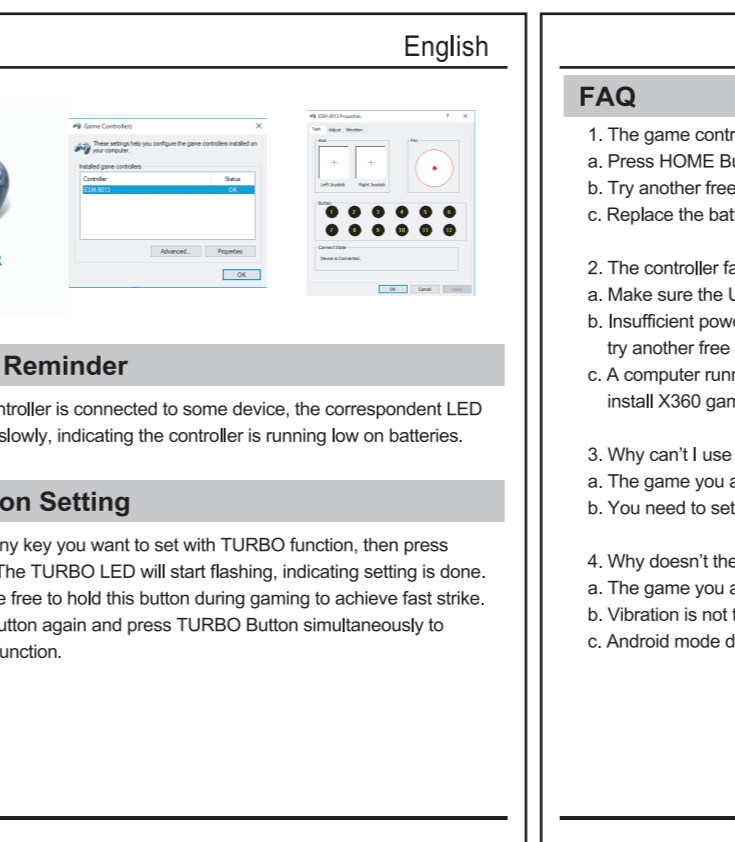 English
Game Controllers
These settings help you configure the game controllers installed on
your computer.
Installed game controllers
Controller Status
ESM-9013 OK
Advanced... Properties
OK
ESM-9013 Properties
Test Adjust Vibration
Axis
Pov
Left Joystick Right Joystick
Button
1 2 3 4 5 6
7 8 9 10 11 12
Connect State
Device is Connected.
OK Cancel Apply
Reminder
ntroller is connected to some device, the correspondent LED
slowly, indicating the controller is running low on batteries.
on Setting
ny key you want to set with TURBO function, then press
The TURBO LED will start flashing, indicating setting is done.
e free to hold this button during gaming to achieve fast strike.
utton again and press TURBO Button simultaneously to
unction.
FAQ
1. The game contr
a. Press HOME Bu
b. Try another free
c. Replace the bat
2. The controller fa
a. Make sure the U
b. Insufficient powe
try another free
c. A computer runn
install X360 gam
3. Why can't I use
a. The game you a
b. You need to set
4. Why doesn't the
a. The game you a
b. Vibration is not t
c. Android mode d